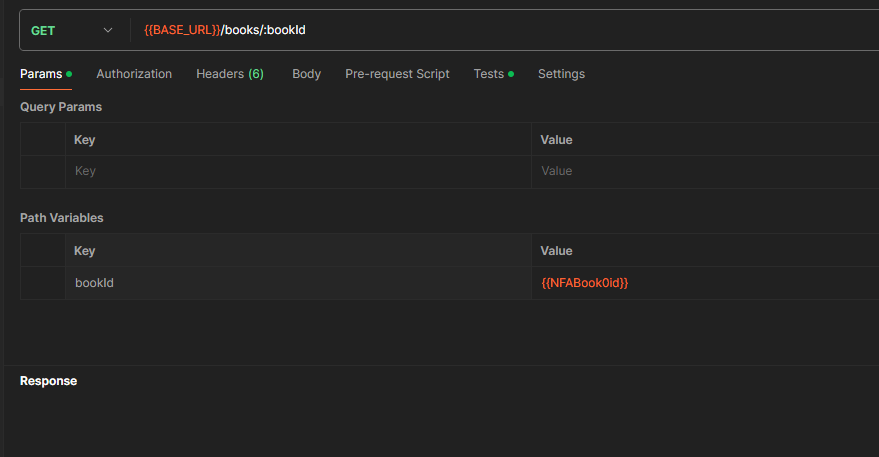 GET {{BASE_URL}}/books/:bookId
Params Authorization Headers (6) Body Pre-request Script Tests Settings
Query Params
Key Value
Key Value
Path Variables
Key Value
bookId {{NFABook0id}}
Response